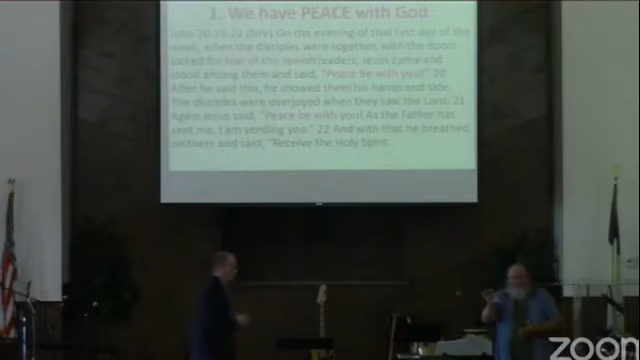 1. We have PEACE with God.
John 20:19-22 (NIV) On the evening of that first day of the
week, when the disciples were together, with the doors
locked for fear of the Jewish leaders, Jesus came and
stood among them and said, "Peace be with you!" 20
After he said this, he showed them his hands and side.
The disciples were overjoyed when they saw the Lord. 21
Again Jesus said, "Peace be with you! As the Father has
sent me, I am sending you." 22 And with that he breathed
on them and said, "Receive the Holy Spirit.
zoom